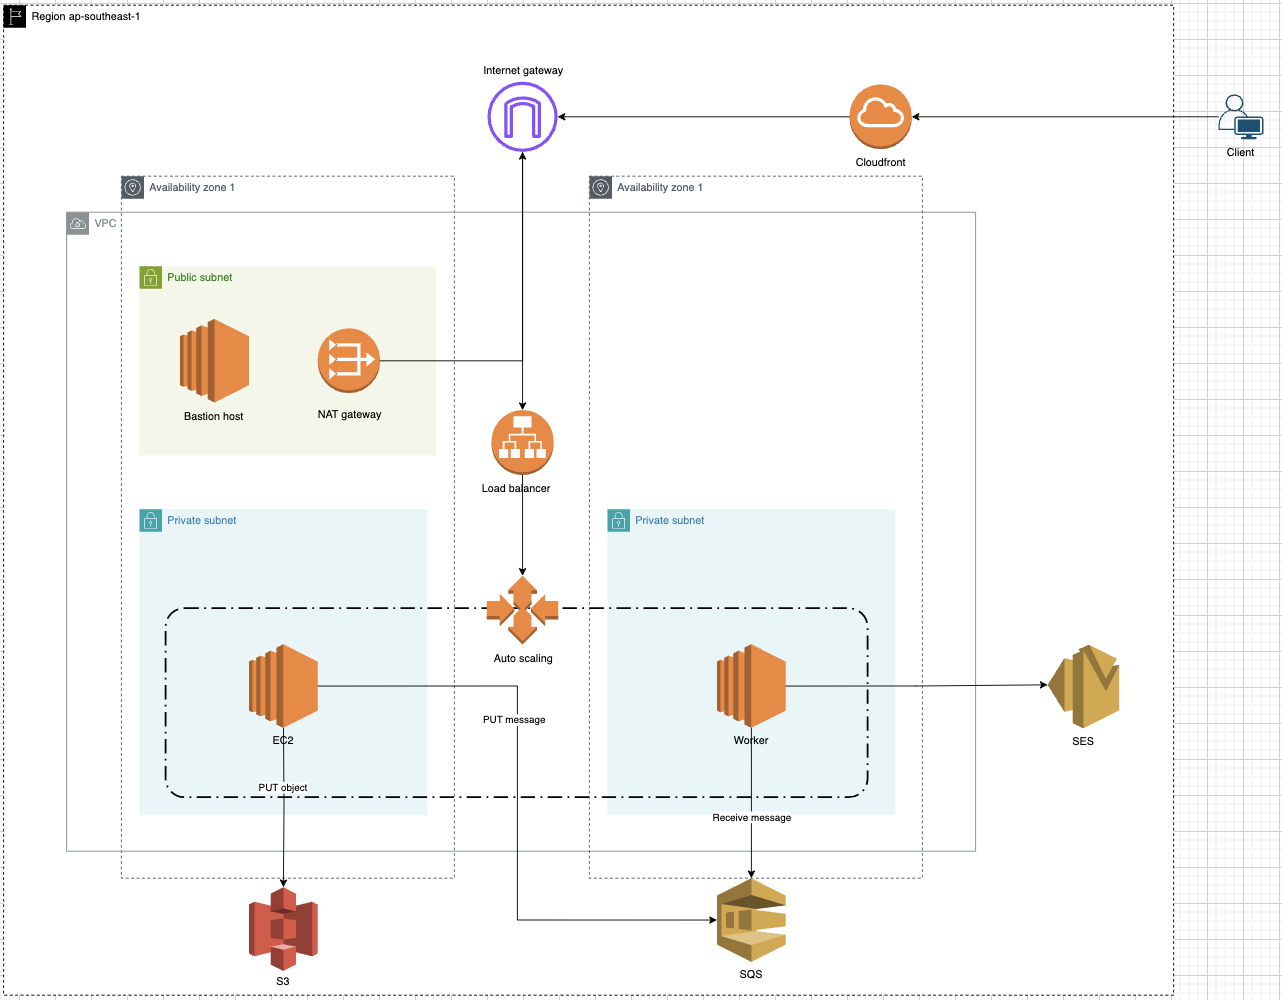 Region ap-southeast-1
Internet gateway
Cloudfront
Client
Availability zone 1
Availability zone 1
VPC
Public subnet
Bastion host
NAT gateway
Load balancer
Private subnet
Private subnet
Auto scaling
PUT message
EC2
Worker
SES
PUT object
Receive message
S3
SQS